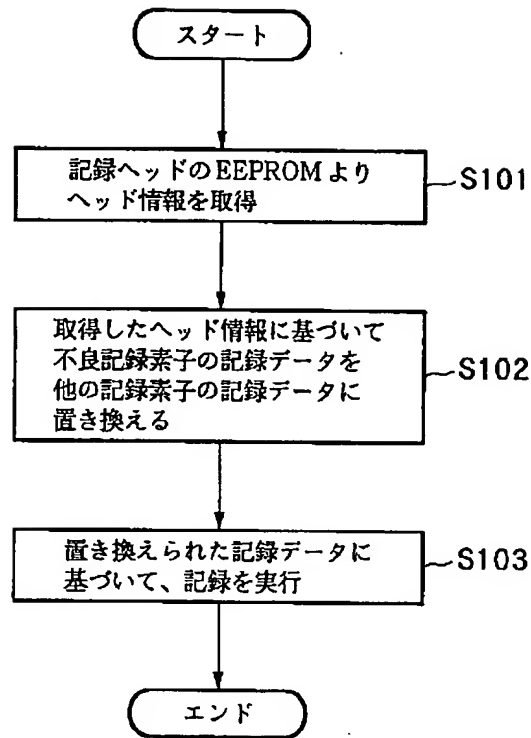 スタート
記録ヘッドのEEPROMより
ヘッド情報を取得
S101
取得したヘッド情報に基づいて
不良記録素子の記録データを
他の記録素子の記録データに
置き換える
S102
置き換えられた記録データに
基づいて、記録を実行
S103
エンド